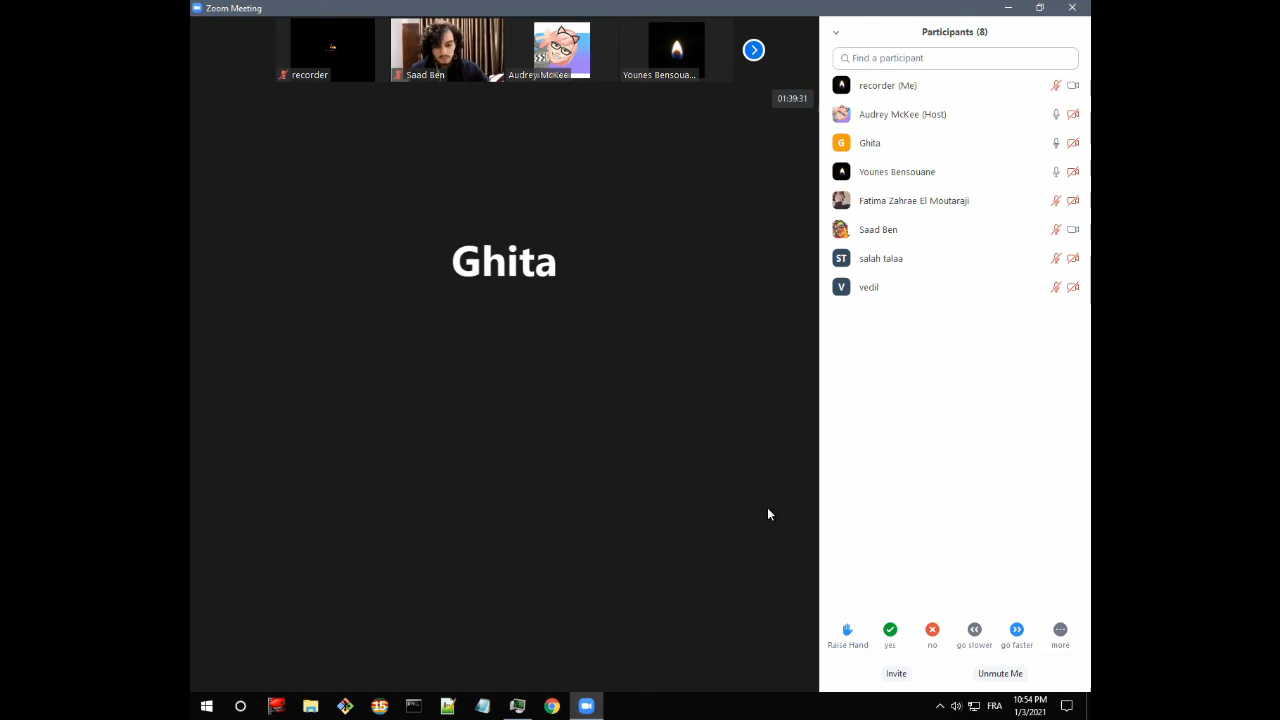 Zoom Meeting
recorder
Saad Ben
Audrey McKee
Younes Bensoua...
01:39:31
Ghita
Participants (8)
Find a participant
recorder (Me)
Audrey McKee (Host)
G
Ghita
Younes Bensouane
Fatima Zahrae El Moutaraji
Saad Ben
ST
salah talaa
V
vedil
Raise Hand
yes
no
go slower
go faster
more
Invite
Unmute Me
15
FRA
10:54 PM
1/3/2021